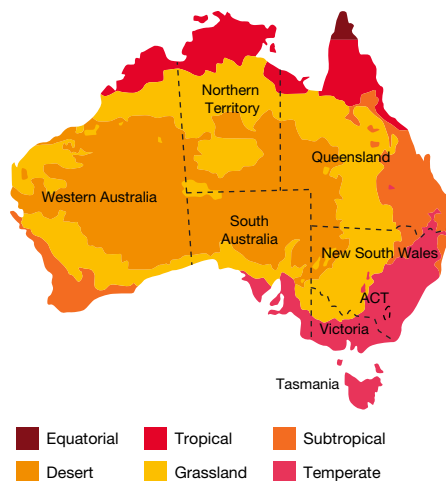 Northern
Territory
Queensland
Western Australia
South
Australia
New South Wales
ACT
Victoria
Tasmania
Equatorial
Tropical
Subtropical
Desert
Grassland
Temperate